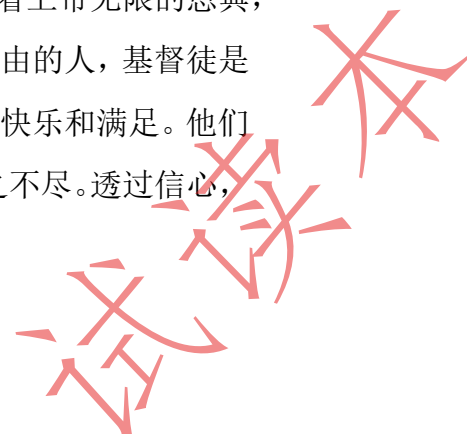 着上帝无限的恩典，
由的人，基督徒是
快乐和满足。他们
之不尽。透过信心，
试读本